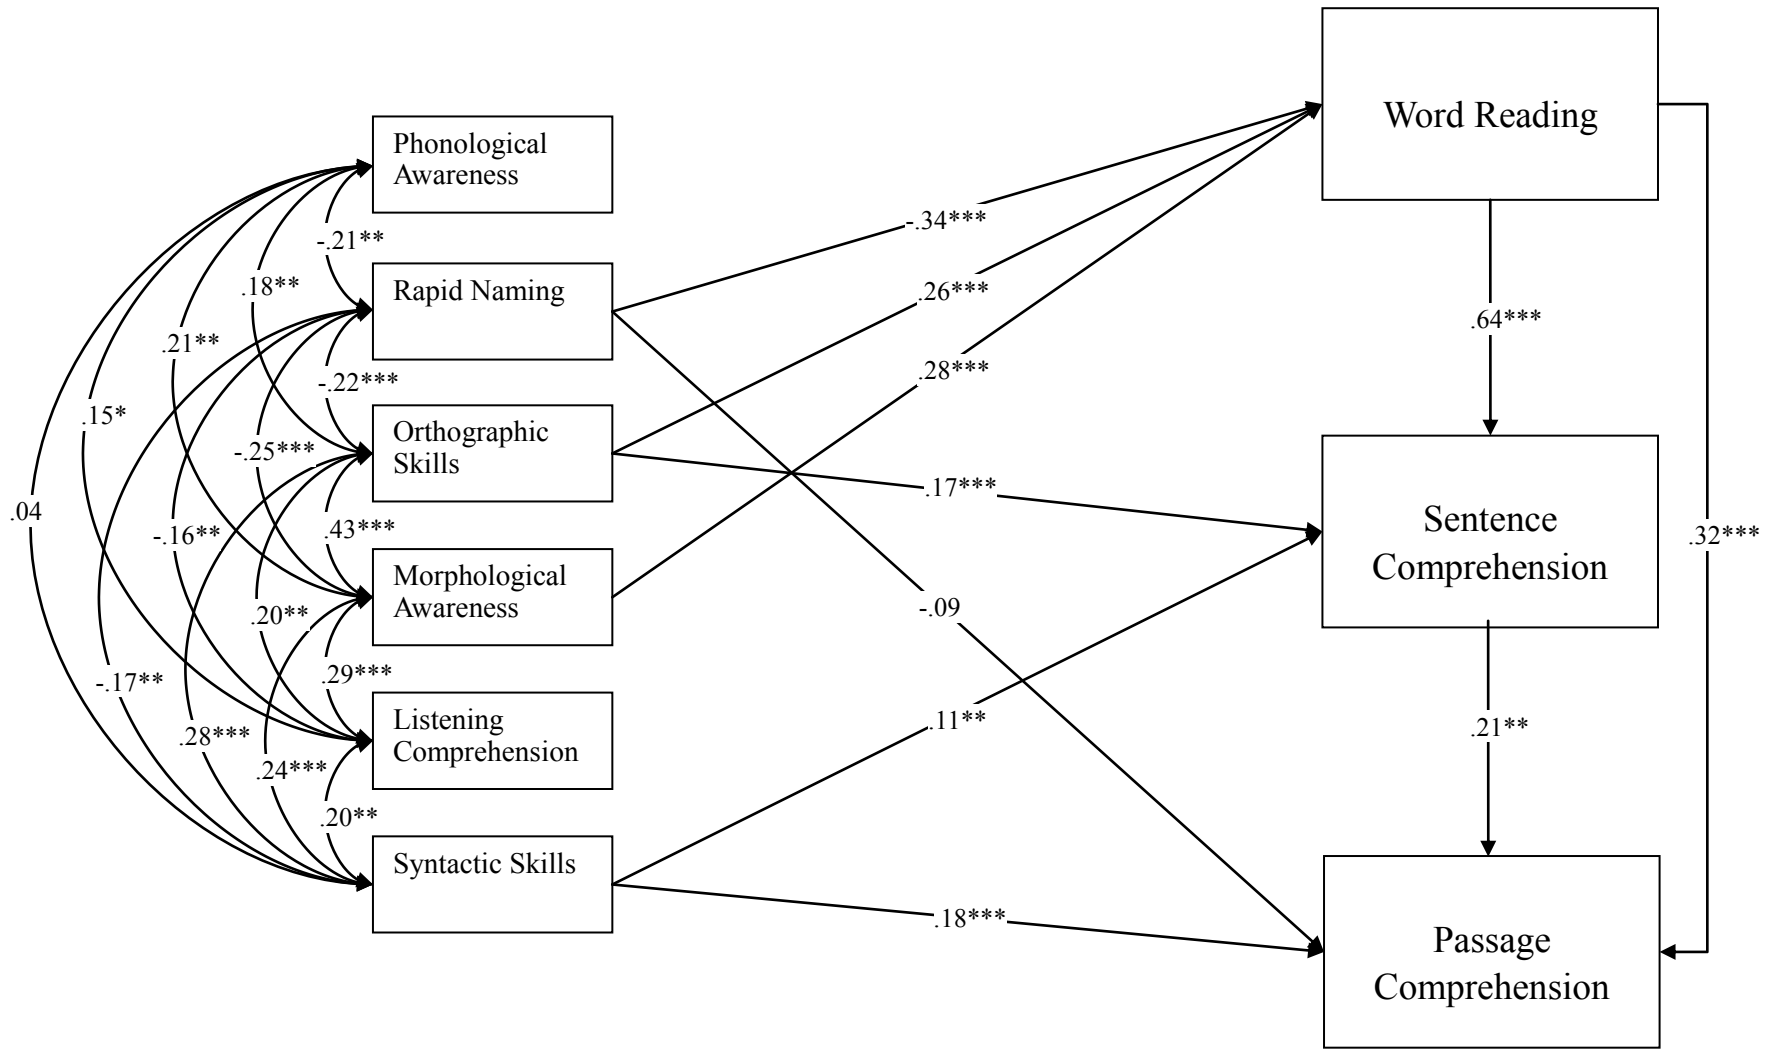 Word Reading
Phonological
Awareness
-.34***
-.21**
Rapid Naming
.18**
.26***
.64***
.21**
-.22***
.28***
.15*
Orthographic
Skills
-.25***
.17***
.04
-.16**
.43***
Sentence
Comprehension
.32***
Morphological
Awareness
-.09
.20**
-.17**
.29***
Listening
Comprehension
.28***
.11**
.21**
.24***
.20**
Syntactic Skills
.18***
Passage
Comprehension